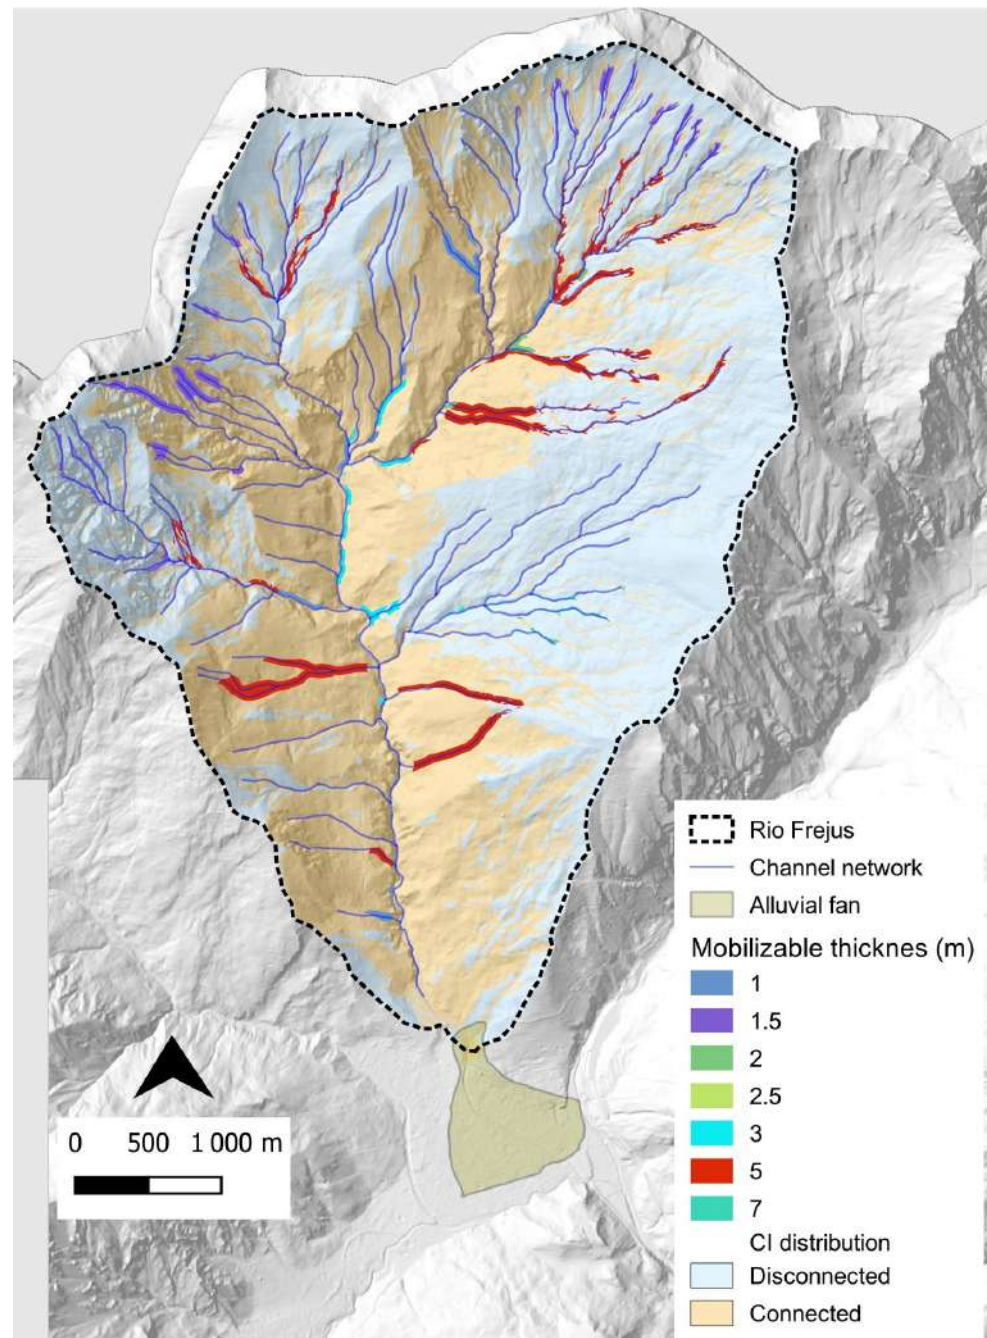 Rio Frejus
Channel network
Alluvial fan
Mobilizable thicknes (m)
1
1.5
2
2.5
3
5
7
CI distribution
Disconnected
Connected
0 500 1 000 m